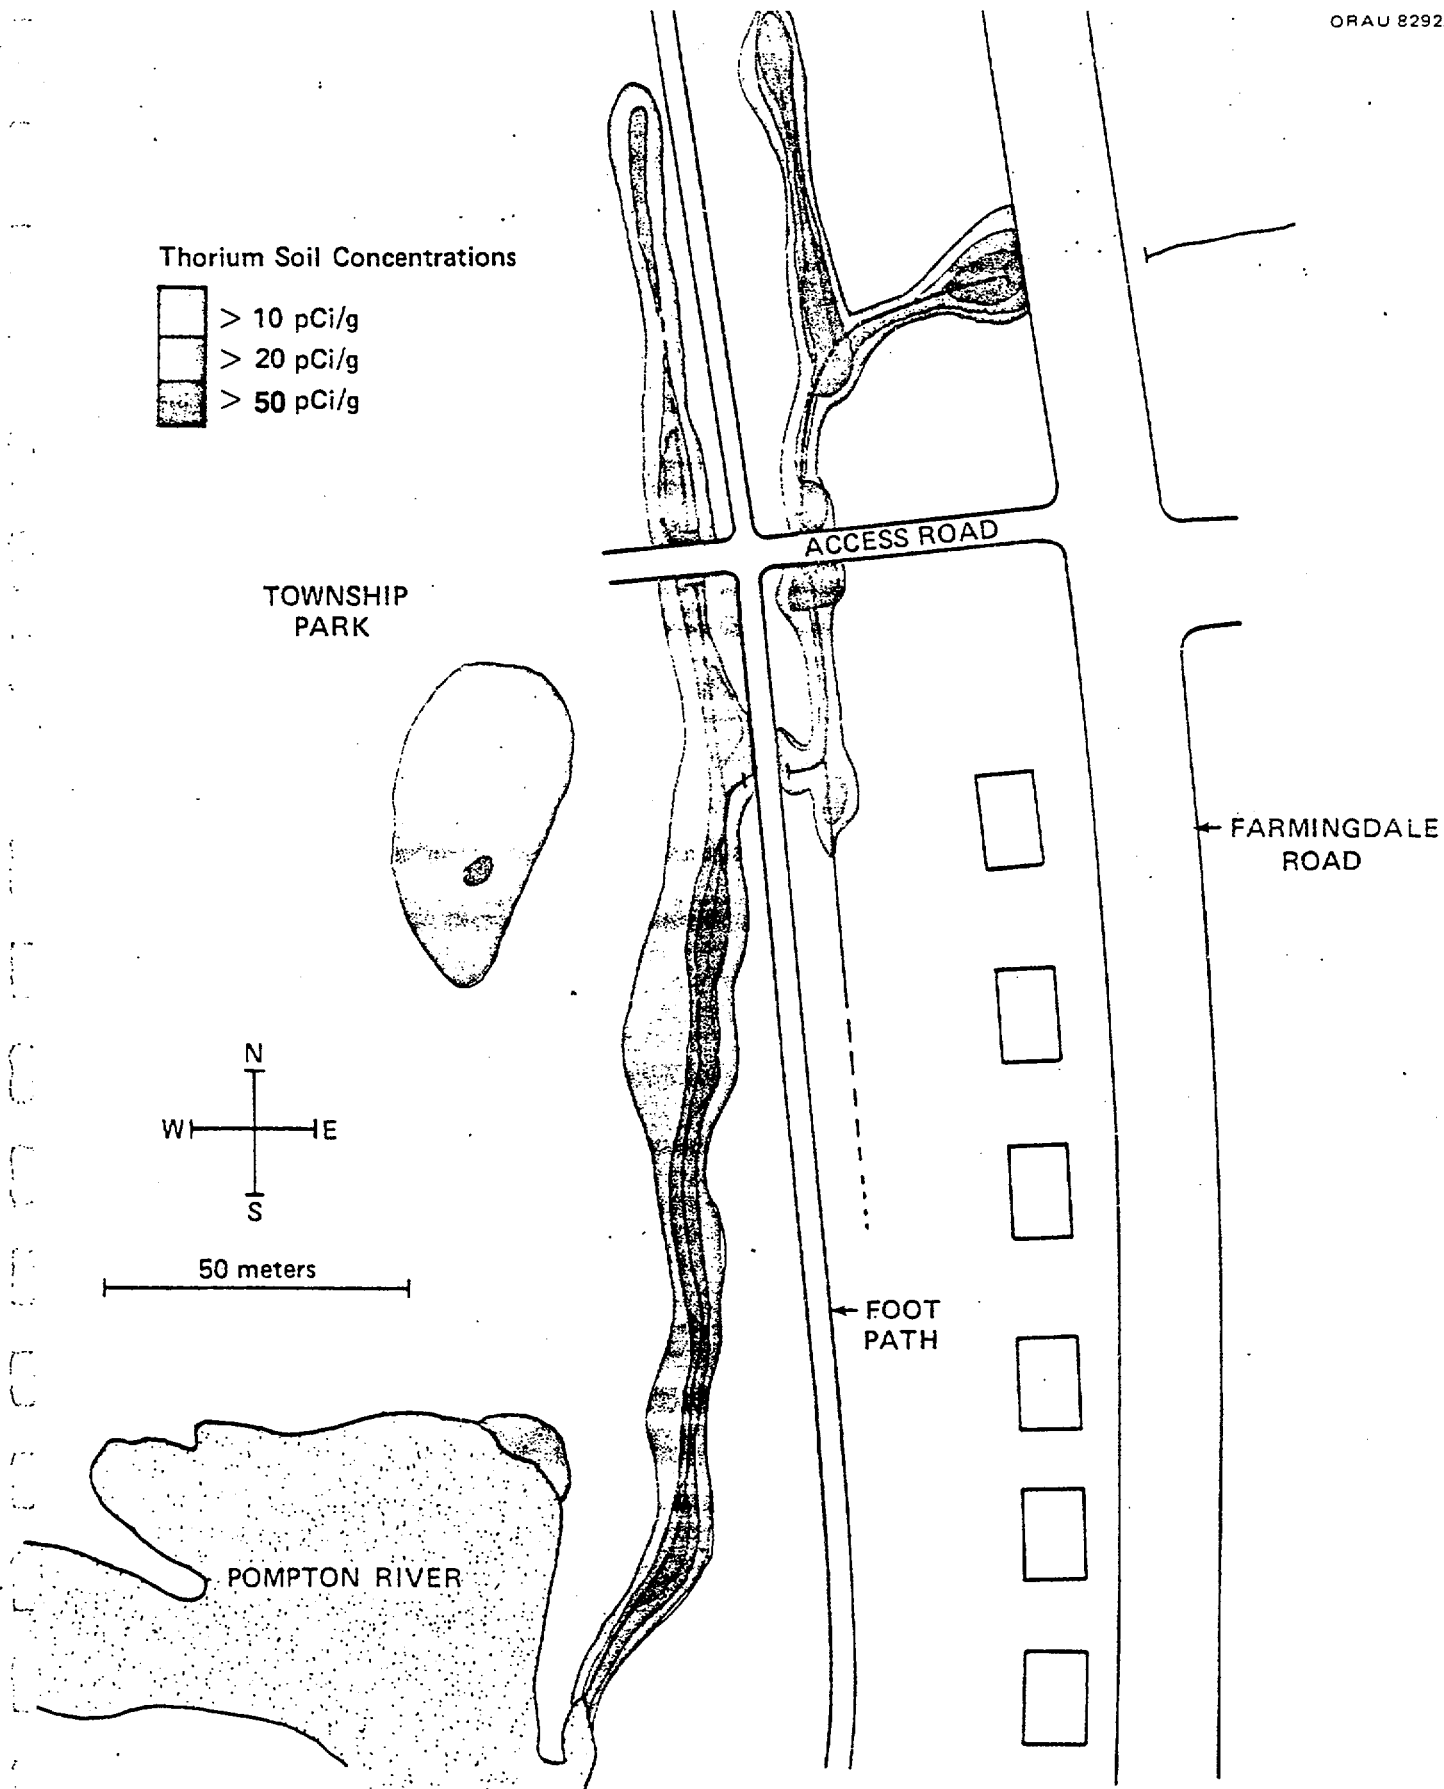 ORAU 8292
Thorium Soil Concentrations
> 10 pCi/g
> 20 pCi/g
> 50 pCi/g
ACCESS ROAD
TOWNSHIP
PARK
FARMINGDALE
ROAD
N
W E
S
50 meters
FOOT
PATH
POMPTON RIVER